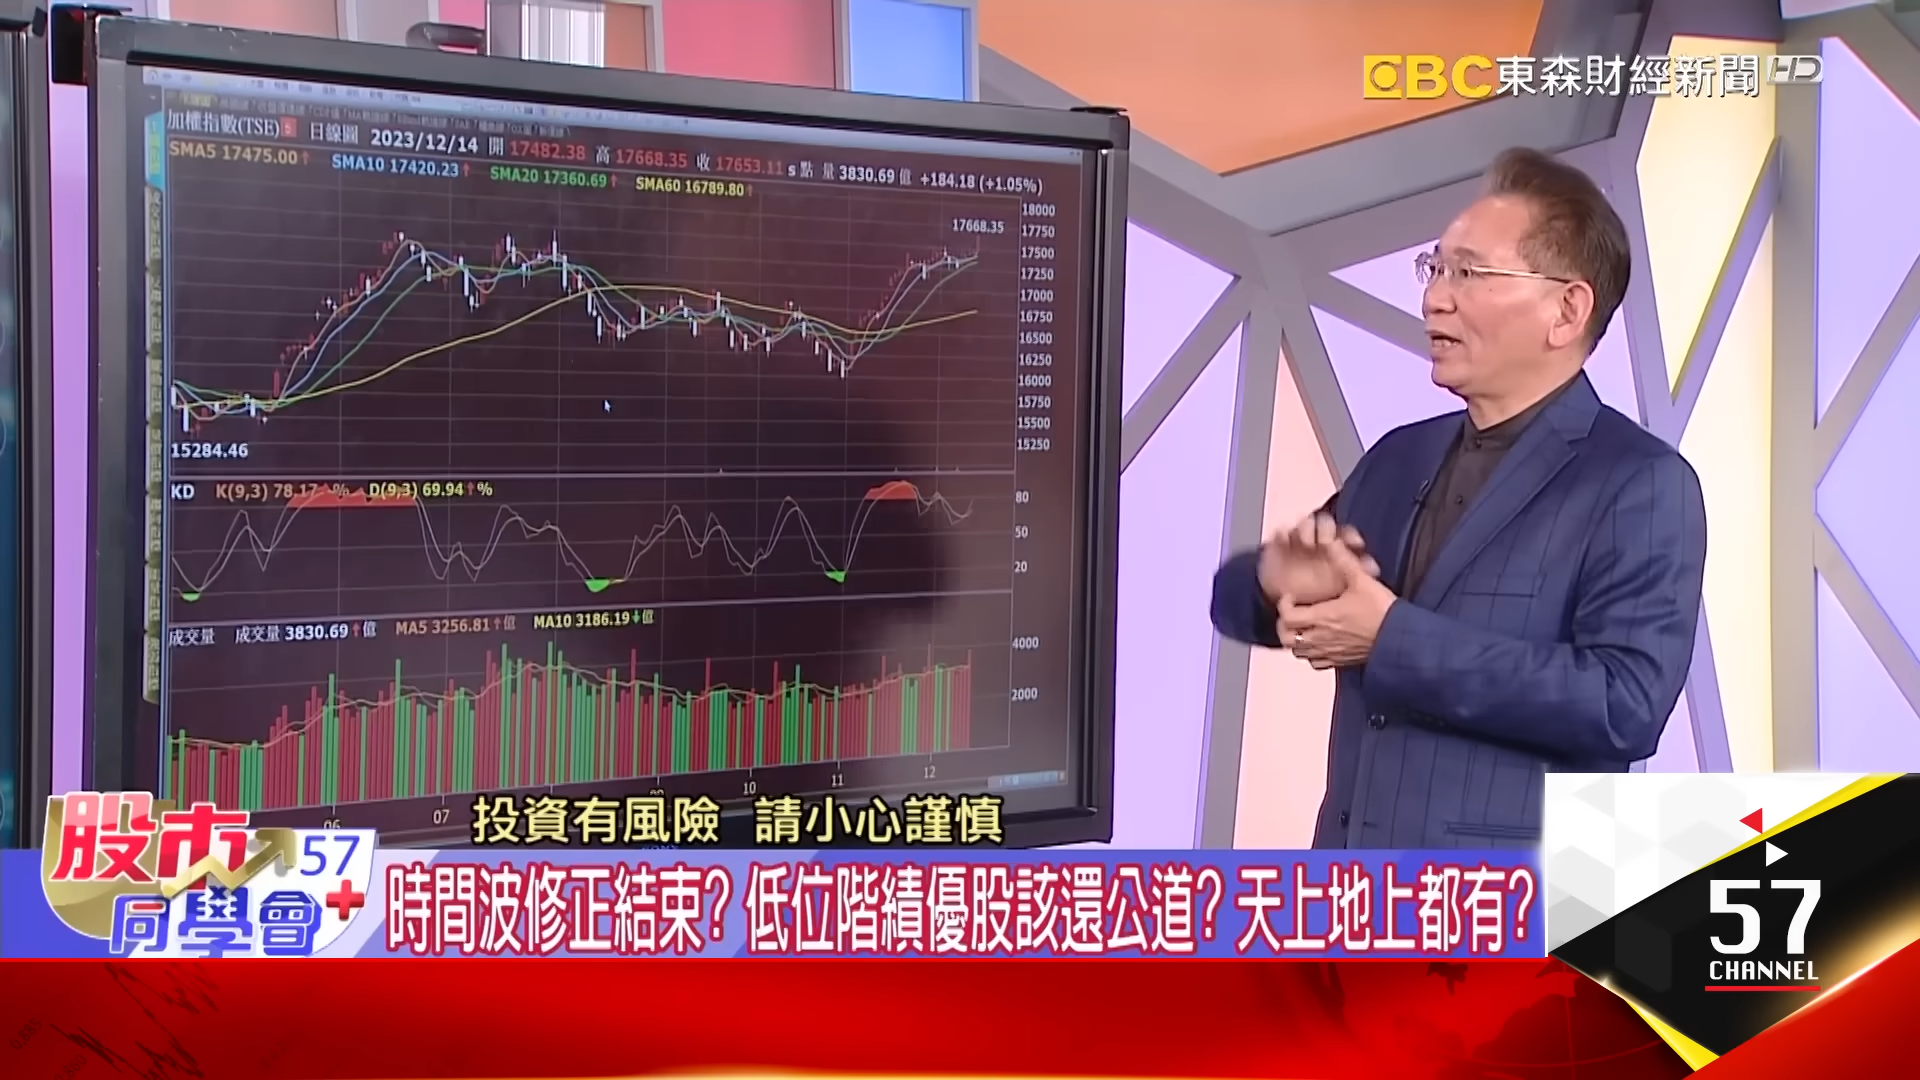 EBC 東森財經新聞 HD
加權指數(TSE) 日線圖 2023/12/14 開 17482.38 高 17668.35 收 17653.11 s 點 量 3830.69 億 +184.18 (+1.05%)
SMA5 17475.00↑ SMA10 17420.23↑ SMA20 17360.69↑ SMA60 16789.80↑
18000
17668.35
17750
17500
17250
17000
16750
16500
16250
16000
15750
15500
15250
15284.46
KD K(9,3) 78.17↑% D(9,3) 69.94↑%
80
50
20
成交量 成交量 3830.69↑億 MA5 3256.81↑億 MA10 3186.19↓億
4000
2000
06 07 10 11 12
投資有風險 請小心謹慎
股市 57
同學會+
時間波修正結束? 低位階績優股該還公道? 天上地上都有?
57
CHANNEL